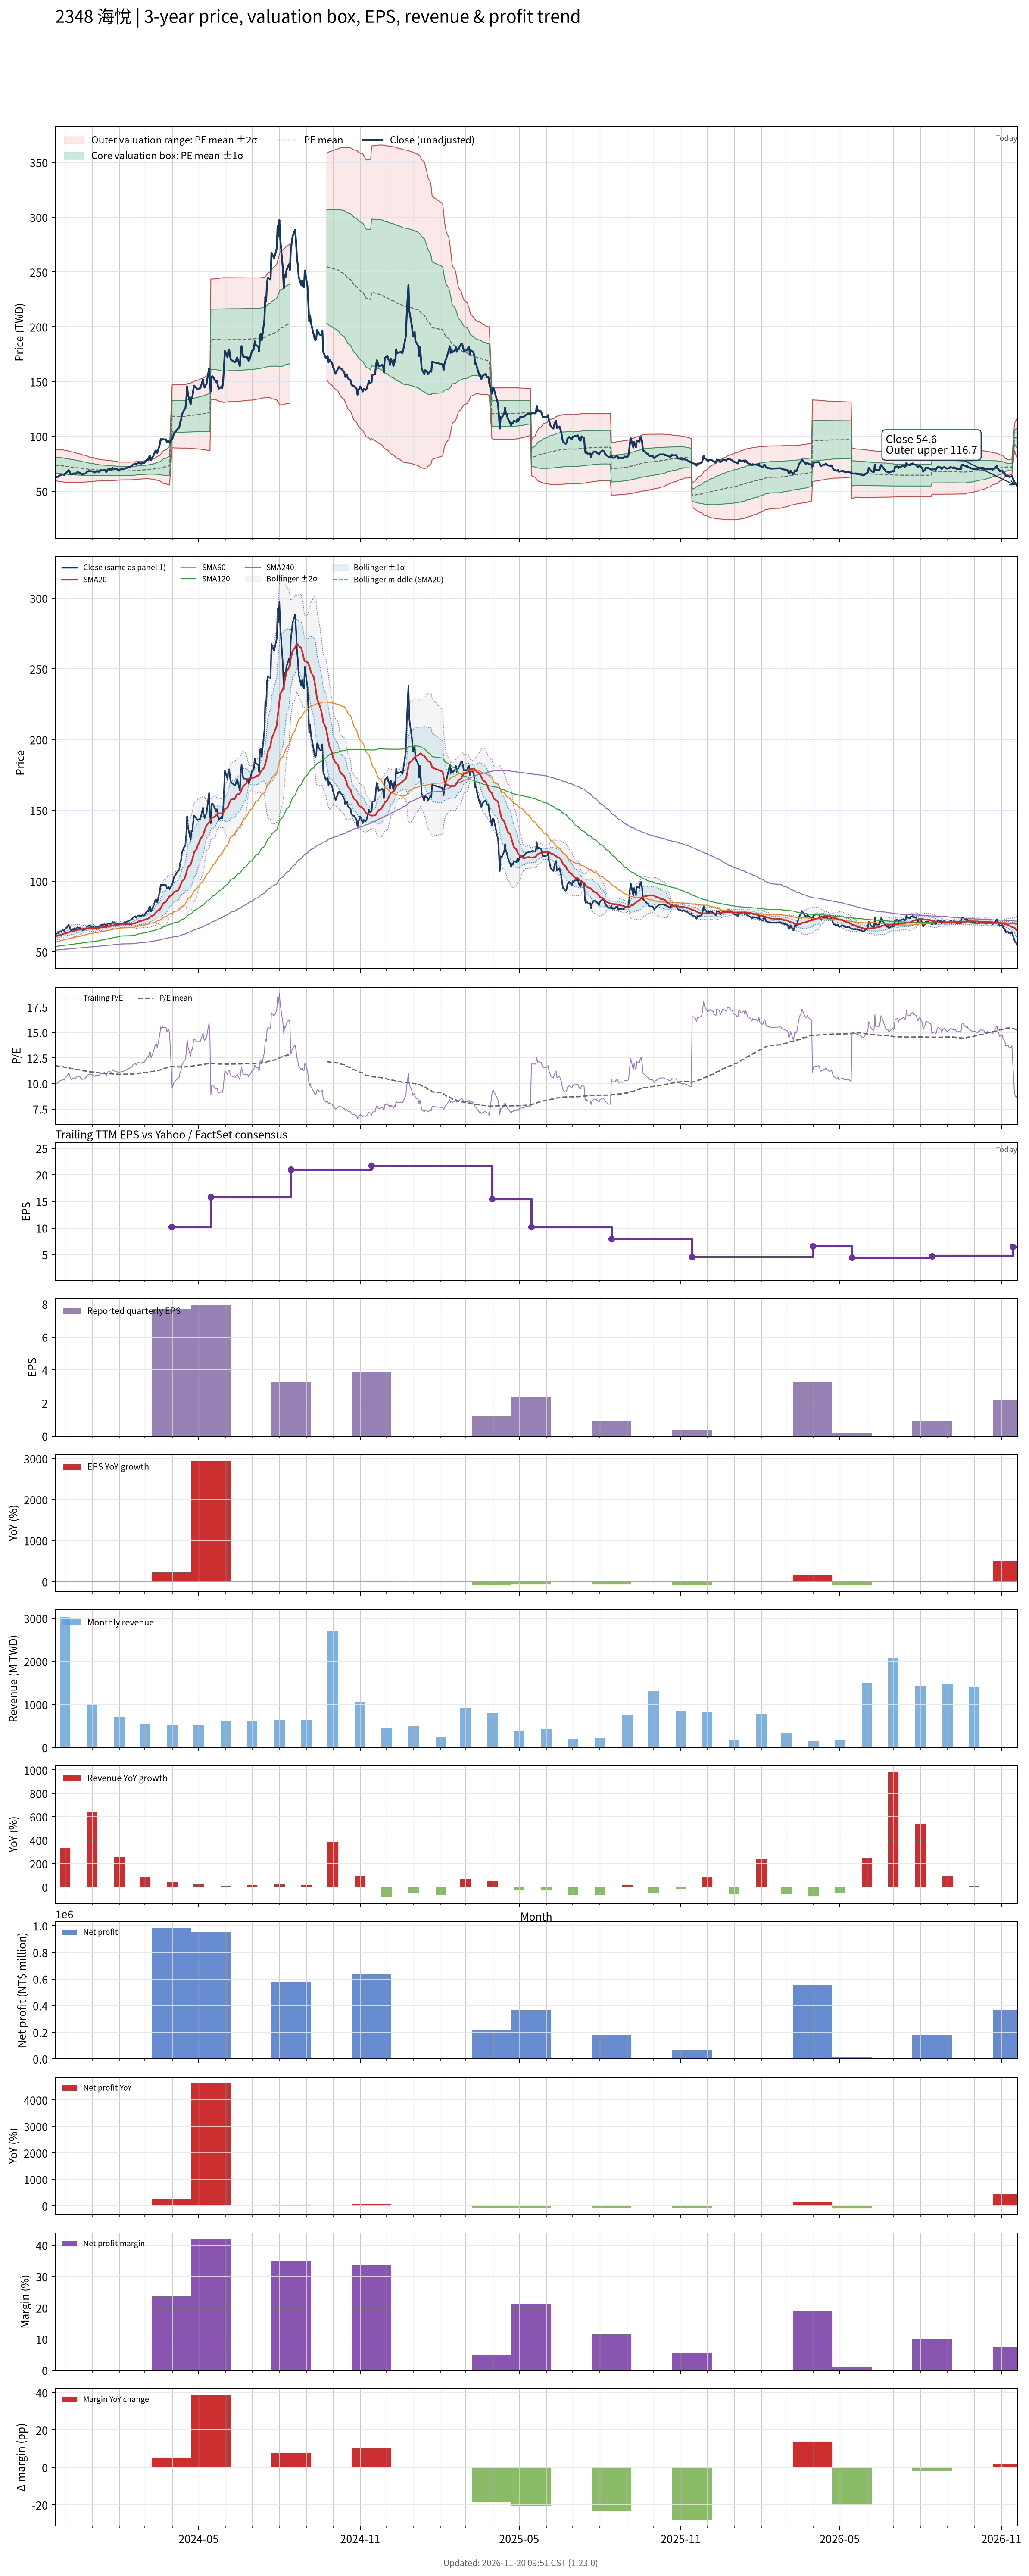 2348 海悅 | 3-year price, valuation box, EPS, revenue & profit trend
Outer valuation range: PE mean ±2σ
Core valuation box: PE mean ±1σ
PE mean
Close (unadjusted)
Today
Price (TWD)
350
300
250
200
150
100
50
Close 54.6
Outer upper 116.7
Close (same as panel 1)
SMA20
SMA60
SMA120
SMA240
Bollinger ±2σ
Bollinger ±1σ
Bollinger middle (SMA20)
Price
300
250
200
150
100
50
Trailing P/E
P/E mean
P/E
17.5
15.0
12.5
10.0
7.5
Trailing TTM EPS vs Yahoo / FactSet consensus
Today
EPS
25
20
15
10
5
Reported quarterly EPS
EPS
8
6
4
2
0
EPS YoY growth
YoY (%)
3000
2000
1000
0
Monthly revenue
Revenue (M TWD)
3000
2000
1000
0
Revenue YoY growth
YoY (%)
1000
800
600
400
200
0
Month
1e6
Net profit
Net profit (NT$ million)
1.0
0.8
0.6
0.4
0.2
0.0
Net profit YoY
YoY (%)
4000
3000
2000
1000
0
Net profit margin
Margin (%)
40
30
20
10
0
Margin YoY change
Δ margin (pp)
40
20
0
-20
2024-05
2024-11
2025-05
2025-11
2026-05
2026-11
Updated: 2026-11-20 09:51 CST (1.23.0)